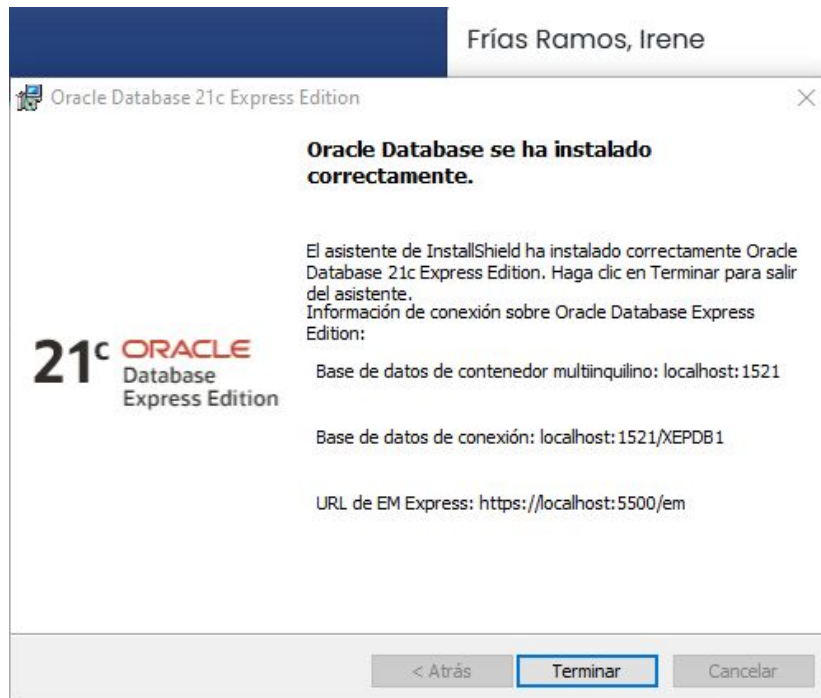 Frías Ramos, Irene
Oracle Database 21c Express Edition
Oracle Database se ha instalado
correctamente.
El asistente de InstallShield ha instalado correctamente Oracle
Database 21c Express Edition. Haga clic en Terminar para salir
del asistente.
Información de conexión sobre Oracle Database Express
Edition:
21c ORACLE
Database
Express Edition
Base de datos de contenedor multiinquilino: localhost:1521
Base de datos de conexión: localhost:1521/XEPDB1
URL de EM Express: https://localhost:5500/em
< Atrás
Terminar
Cancelar